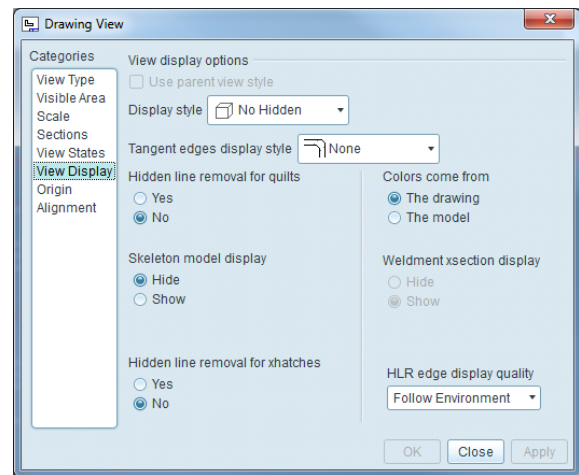 Drawing View
Categories
View Type
Visible Area
Scale
Sections
View States
View Display
Origin
Alignment
View display options
Use parent view style
Display style No Hidden
Tangent edges display style None
Hidden line removal for quilts
Yes
No
Colors come from
The drawing
The model
Skeleton model display
Hide
Show
Weldment xsection display
Hide
Show
Hidden line removal for xhatches
Yes
No
HLR edge display quality
Follow Environment
OK Close Apply